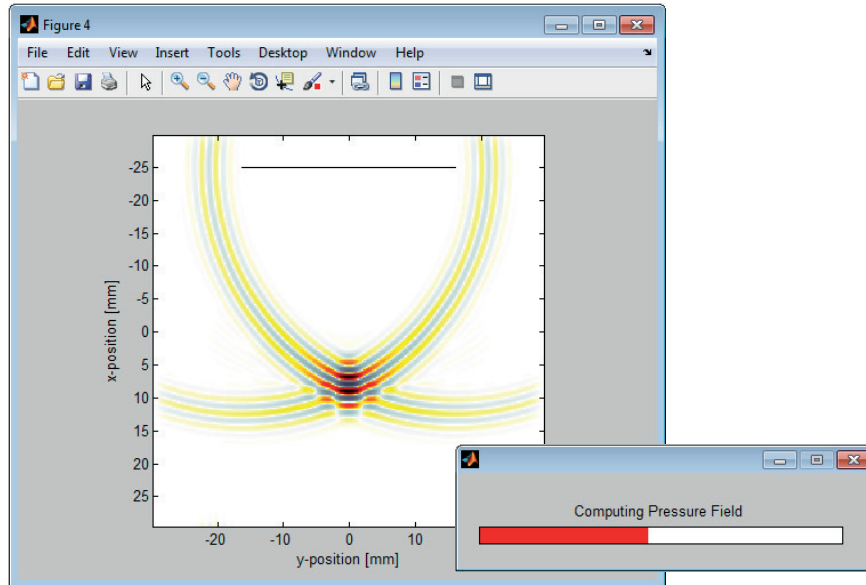 Figure 4
File Edit View Insert Tools Desktop Window Help
-25
-20
-15
-10
-5
0
5
10
15
20
25
x-position [mm]
-20 -10 0 10
y-position [mm]
Computing Pressure Field